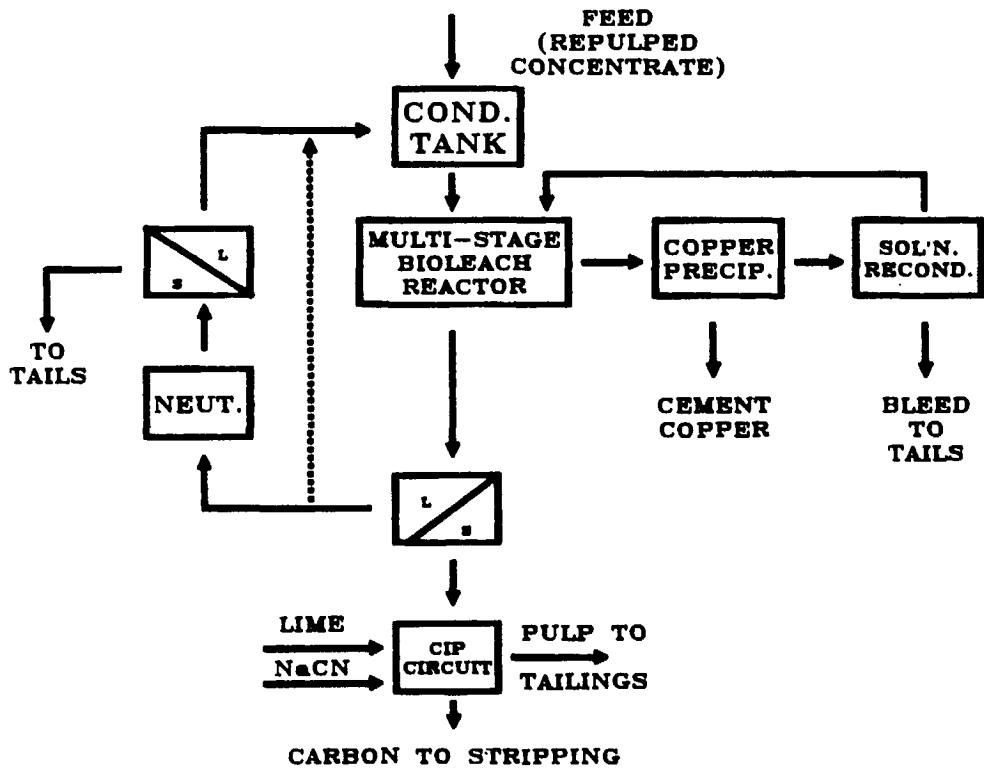 FEED
(REPULPED
CONCENTRATE)
COND.
TANK
MULTI-STAGE
BIOLEACH
REACTOR
COPPER
PRECIP.
SOL'N.
RECOND.
L
S
TO
TAILS
NEUT.
CEMENT
COPPER
BLEED
TO
TAILS
L
S
LIME
NaCN
CIP
CIRCUIT
PULP TO
TAILINGS
CARBON TO STRIPPING